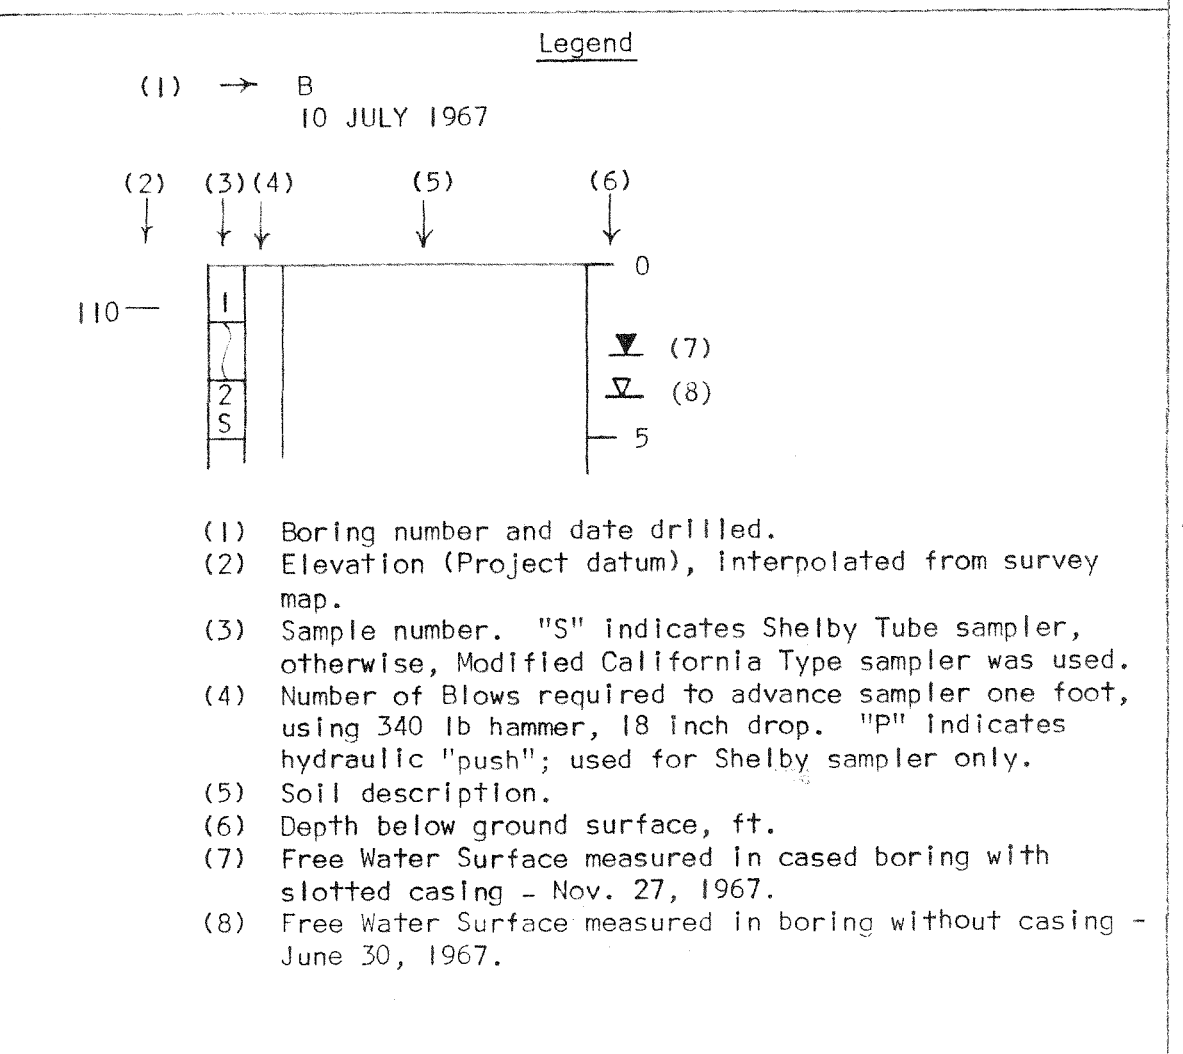 Legend
(1) → B
10 JULY 1967
(2) (3) (4) (5) (6)
0
110
1
(7)
2
(8)
S
5
(1) Boring number and date drilled.
(2) Elevation (Project datum), interpolated from survey
map.
(3) Sample number. "S" indicates Shelby Tube sampler,
otherwise, Modified California Type sampler was used.
(4) Number of Blows required to advance sampler one foot,
using 340 lb hammer, 18 inch drop. "P" indicates
hydraulic "push"; used for Shelby sampler only.
(5) Soil description.
(6) Depth below ground surface, ft.
(7) Free Water Surface measured in cased boring with
slotted casing - Nov. 27, 1967.
(8) Free Water Surface measured in boring without casing -
June 30, 1967.